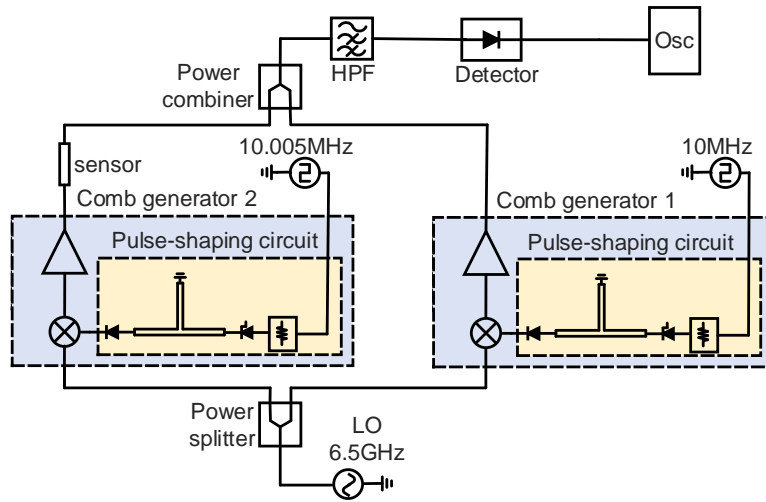 Osc
HPF
Detector
Power
combiner
sensor
10.005MHz
10MHz
Comb generator 2
Comb generator 1
Pulse-shaping circuit
Pulse-shaping circuit
Power
splitter
LO
6.5GHz